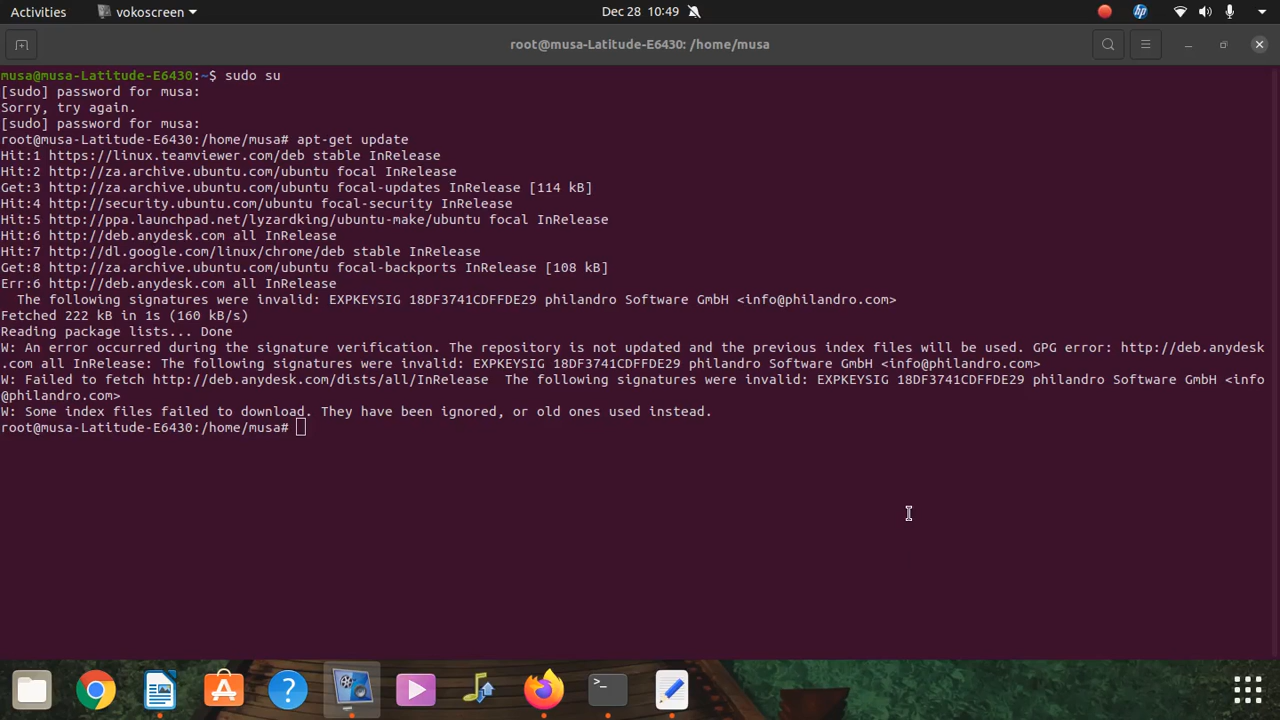 Activities
vokoscreen
Dec 28 10:49
root@musa-Latitude-E6430: /home/musa
musa@musa-Latitude-E6430:~$ sudo su
[sudo] password for musa:
Sorry, try again.
[sudo] password for musa:
root@musa-Latitude-E6430:/home/musa# apt-get update
Hit:1 https://linux.teamviewer.com/deb stable InRelease
Hit:2 http://za.archive.ubuntu.com/ubuntu focal InRelease
Get:3 http://za.archive.ubuntu.com/ubuntu focal-updates InRelease [114 kB]
Hit:4 http://security.ubuntu.com/ubuntu focal-security InRelease
Hit:5 http://ppa.launchpad.net/lyzardking/ubuntu-make/ubuntu focal InRelease
Hit:6 http://deb.anydesk.com all InRelease
Hit:7 http://dl.google.com/linux/chrome/deb stable InRelease
Get:8 http://za.archive.ubuntu.com/ubuntu focal-backports InRelease [108 kB]
Err:6 http://deb.anydesk.com all InRelease
  The following signatures were invalid: EXPKEYSIG 18DF3741CDFFDE29 philandro Software GmbH <info@philandro.com>
Fetched 222 kB in 1s (160 kB/s)
Reading package lists... Done
W: An error occurred during the signature verification. The repository is not updated and the previous index files will be used. GPG error: http://deb.anydesk
.com all InRelease: The following signatures were invalid: EXPKEYSIG 18DF3741CDFFDE29 philandro Software GmbH <info@philandro.com>
W: Failed to fetch http://deb.anydesk.com/dists/all/InRelease  The following signatures were invalid: EXPKEYSIG 18DF3741CDFFDE29 philandro Software GmbH <info
@philandro.com>
W: Some index files failed to download. They have been ignored, or old ones used instead.
root@musa-Latitude-E6430:/home/musa#